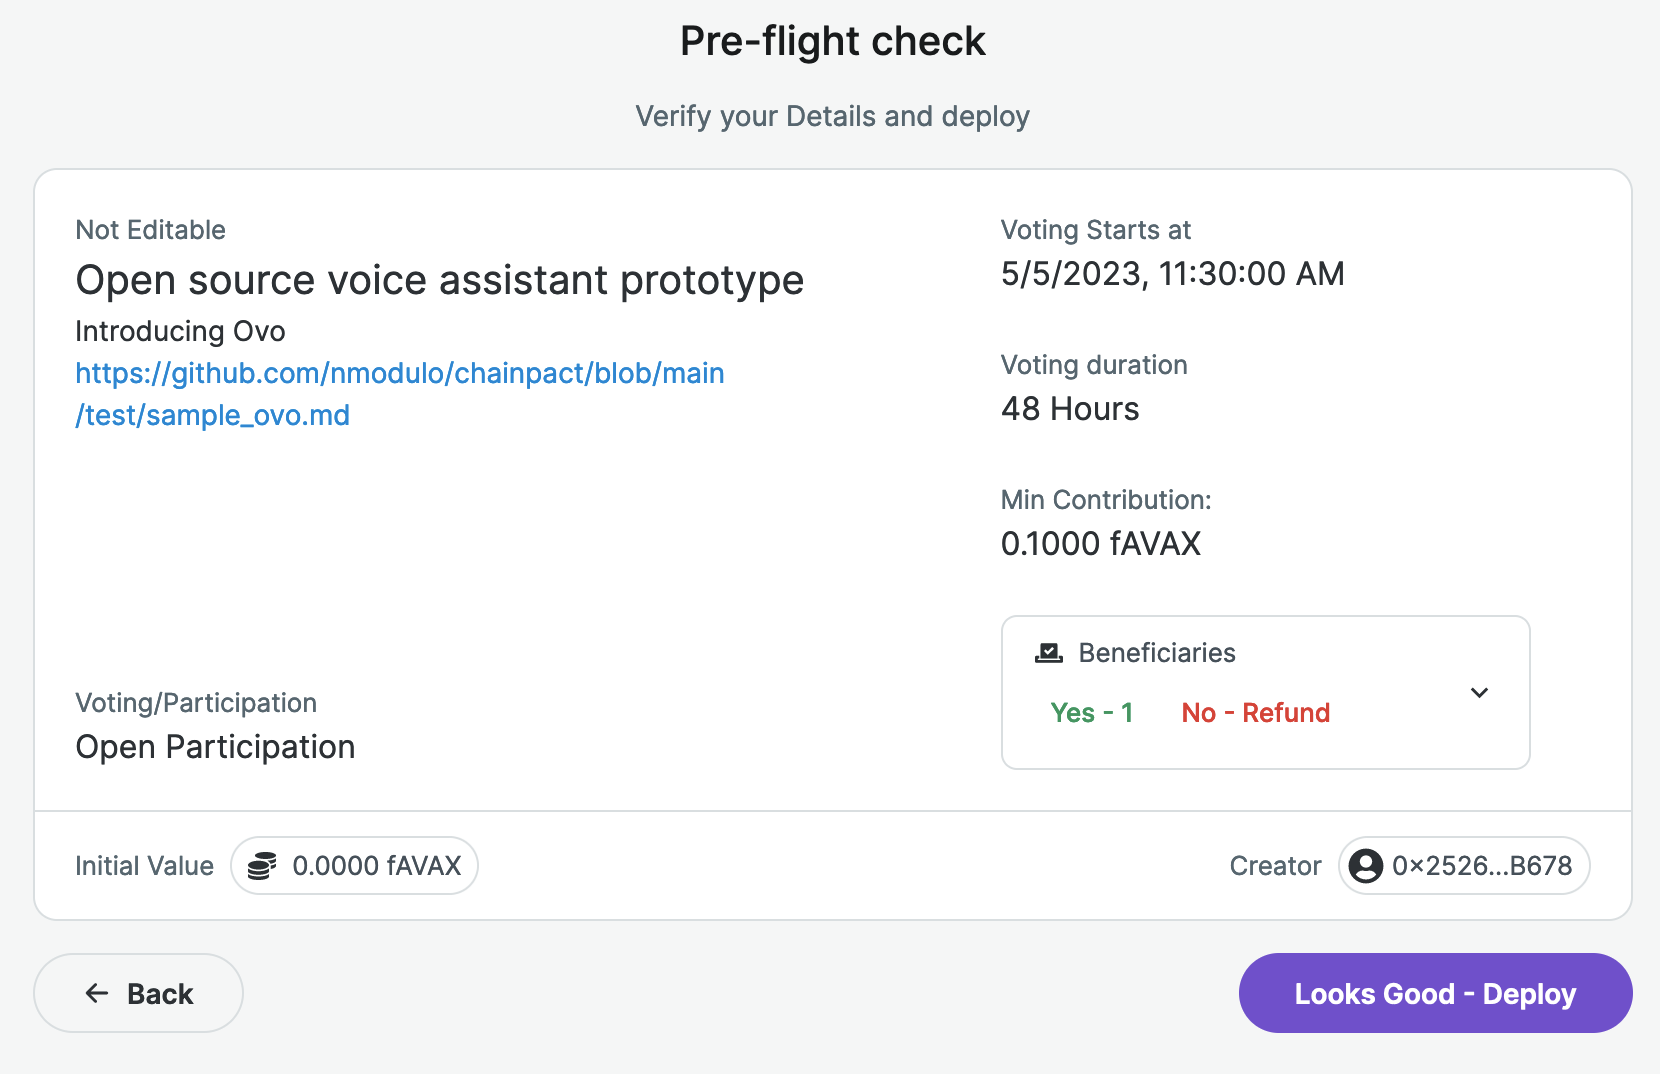 Pre-flight check
Verify your Details and deploy
Not Editable
Open source voice assistant prototype
Introducing Ovo
https://github.com/nmodulo/chainpact/blob/main
/test/sample_ovo.md
Voting/Participation
Open Participation
Voting Starts at
5/5/2023, 11:30:00 AM
Voting duration
48 Hours
Min Contribution:
0.1000 fAVAX
Beneficiaries
Yes - 1 No - Refund
Initial Value 0.0000 fAVAX
Creator 0×2526...B678
Back
Looks Good - Deploy